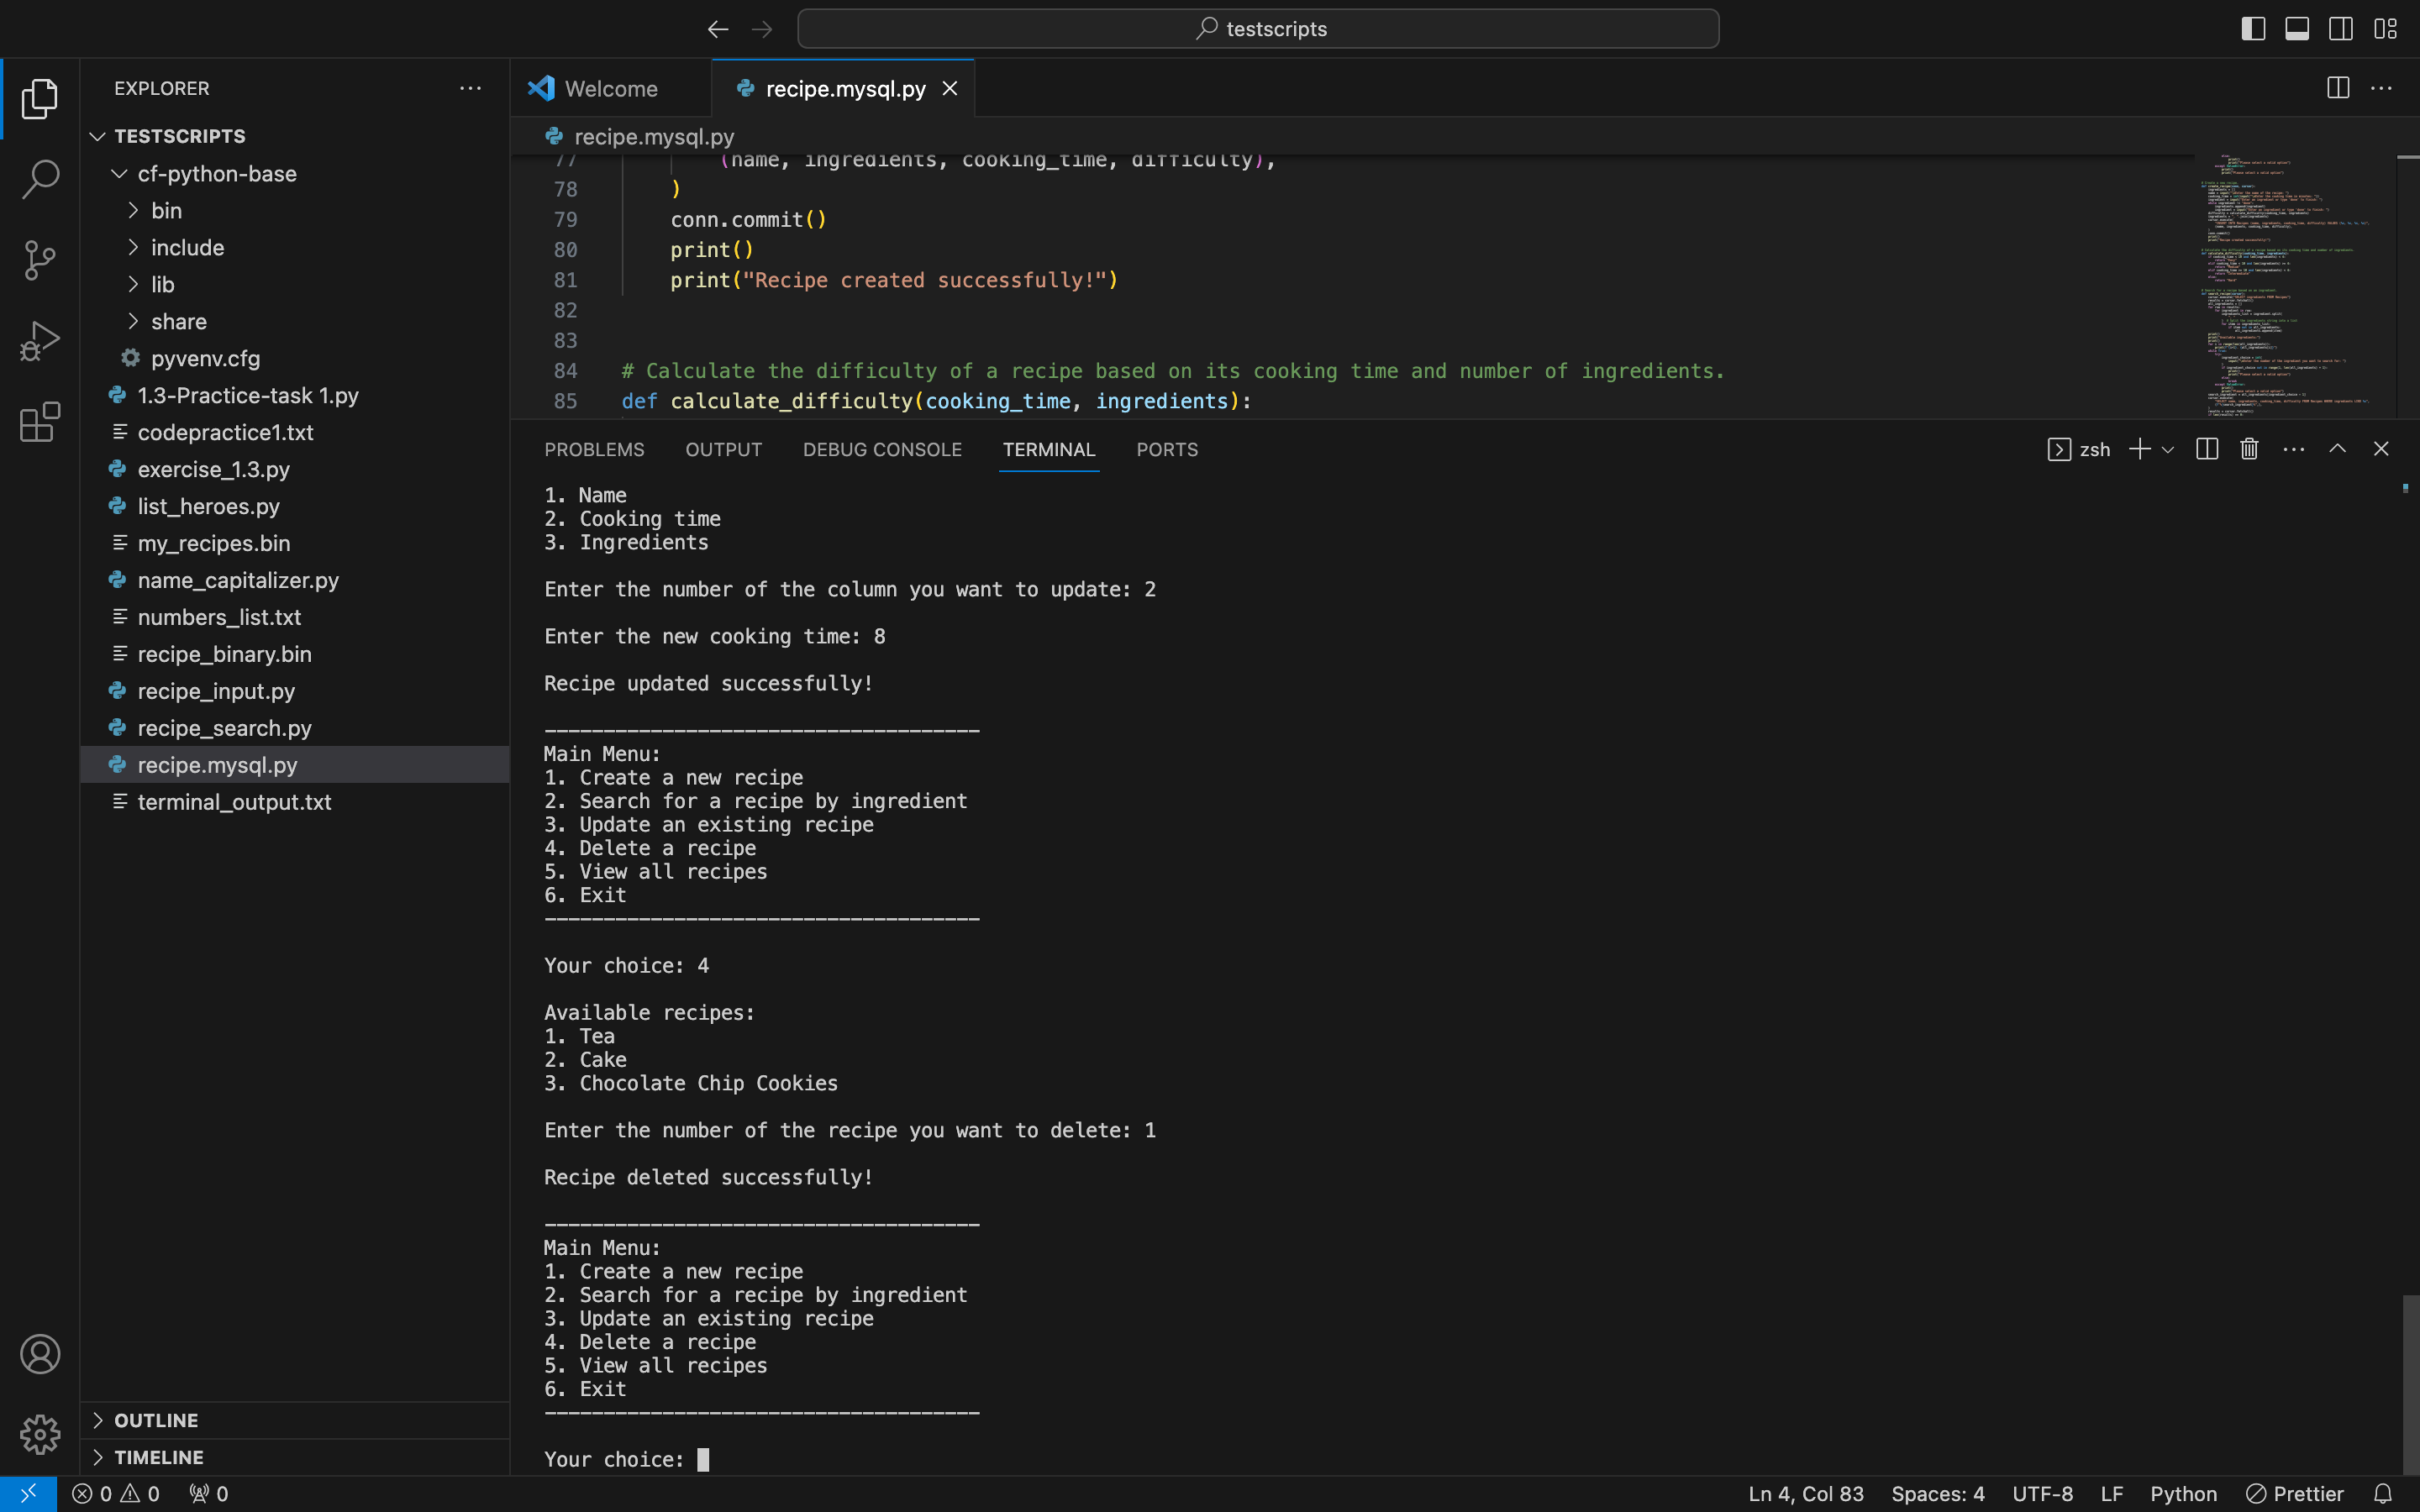 testscripts
EXPLORER
TESTSCRIPTS
cf-python-base
bin
include
lib
share
pyvenv.cfg
1.3-Practice-task 1.py
codepractice1.txt
exercise_1.3.py
list_heroes.py
my_recipes.bin
name_capitalizer.py
numbers_list.txt
recipe_binary.bin
recipe_input.py
recipe_search.py
recipe.mysql.py
terminal_output.txt
OUTLINE
TIMELINE
Welcome
recipe.mysql.py
recipe.mysql.py
77 (name, ingredients, cooking_time, difficulty),
78 )
79 conn.commit()
80 print()
81 print("Recipe created successfully!")
82
83
84 # Calculate the difficulty of a recipe based on its cooking time and number of ingredients.
85 def calculate_difficulty(cooking_time, ingredients):
PROBLEMS OUTPUT DEBUG CONSOLE TERMINAL PORTS
zsh
1. Name
2. Cooking time
3. Ingredients
Enter the number of the column you want to update: 2
Enter the new cooking time: 8
Recipe updated successfully!
-------------------------------------
Main Menu:
1. Create a new recipe
2. Search for a recipe by ingredient
3. Update an existing recipe
4. Delete a recipe
5. View all recipes
6. Exit
-------------------------------------
Your choice: 4
Available recipes:
1. Tea
2. Cake
3. Chocolate Chip Cookies
Enter the number of the recipe you want to delete: 1
Recipe deleted successfully!
-------------------------------------
Main Menu:
1. Create a new recipe
2. Search for a recipe by ingredient
3. Update an existing recipe
4. Delete a recipe
5. View all recipes
6. Exit
-------------------------------------
Your choice:
0 0 0
Ln 4, Col 83 Spaces: 4 UTF-8 LF Python Prettier